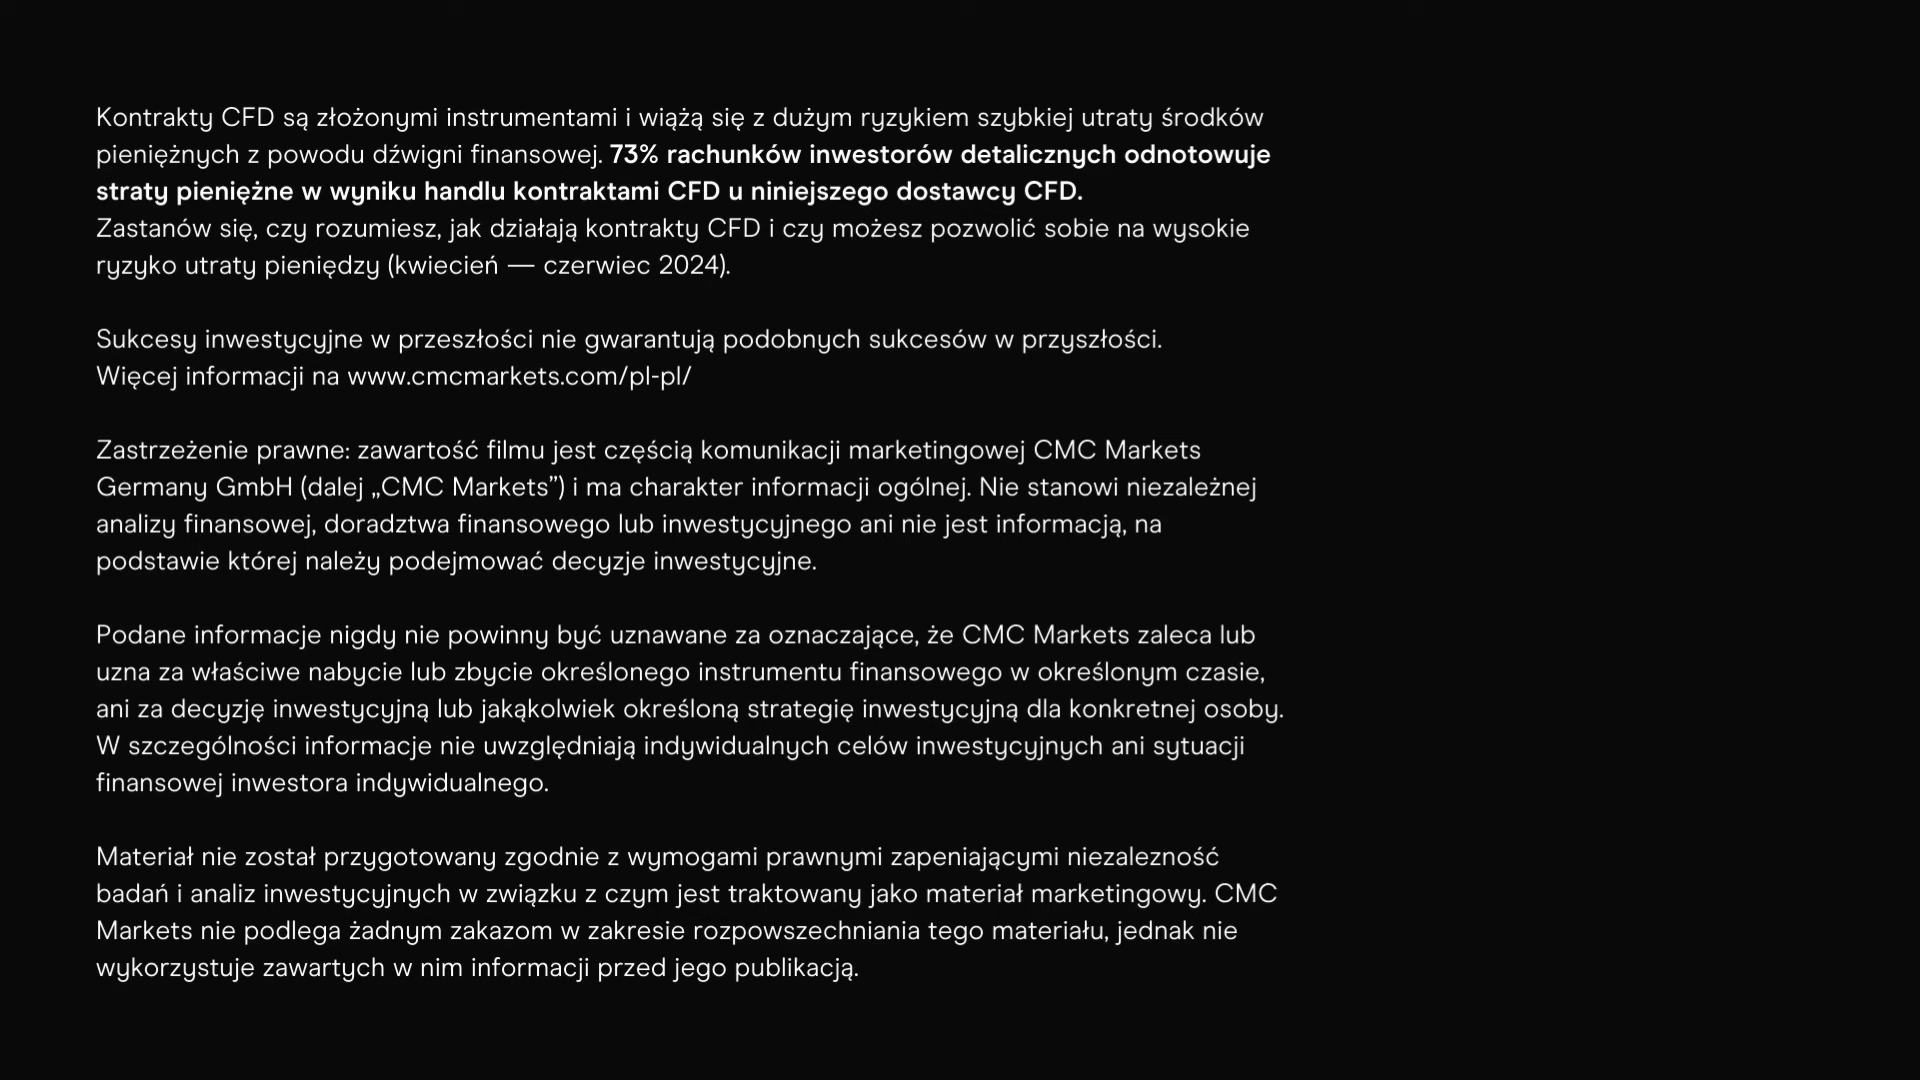 Kontrakty CFD są złożonymi instrumentami i wiążą się z dużym ryzykiem szybkiej utraty środków
pieniężnych z powodu dźwigni finansowej. 73% rachunków inwestorów detalicznych odnotowuje
straty pieniężne w wyniku handlu kontraktami CFD u niniejszego dostawcy CFD.
Zastanów się, czy rozumiesz, jak działają kontrakty CFD i czy możesz pozwolić sobie na wysokie
ryzyko utraty pieniędzy (kwiecień — czerwiec 2024).
Sukcesy inwestycyjne w przeszłości nie gwarantują podobnych sukcesów w przyszłości.
Więcej informacji na www.cmcmarkets.com/pl-pl/
Zastrzeżenie prawne: zawartość filmu jest częścią komunikacji marketingowej CMC Markets
Germany GmbH (dalej „CMC Markets”) i ma charakter informacji ogólnej. Nie stanowi niezależnej
analizy finansowej, doradztwa finansowego lub inwestycyjnego ani nie jest informacją, na
podstawie której należy podejmować decyzje inwestycyjne.
Podane informacje nigdy nie powinny być uznawane za oznaczające, że CMC Markets zaleca lub
uzna za właściwe nabycie lub zbycie określonego instrumentu finansowego w określonym czasie,
ani za decyzję inwestycyjną lub jakąkolwiek określoną strategię inwestycyjną dla konkretnej osoby.
W szczególności informacje nie uwzględniają indywidualnych celów inwestycyjnych ani sytuacji
finansowej inwestora indywidualnego.
Materiał nie został przygotowany zgodnie z wymogami prawnymi zapeniającymi niezalezność
badań i analiz inwestycyjnych w związku z czym jest traktowany jako materiał marketingowy. CMC
Markets nie podlega żadnym zakazom w zakresie rozpowszechniania tego materiału, jednak nie
wykorzystuje zawartych w nim informacji przed jego publikacją.